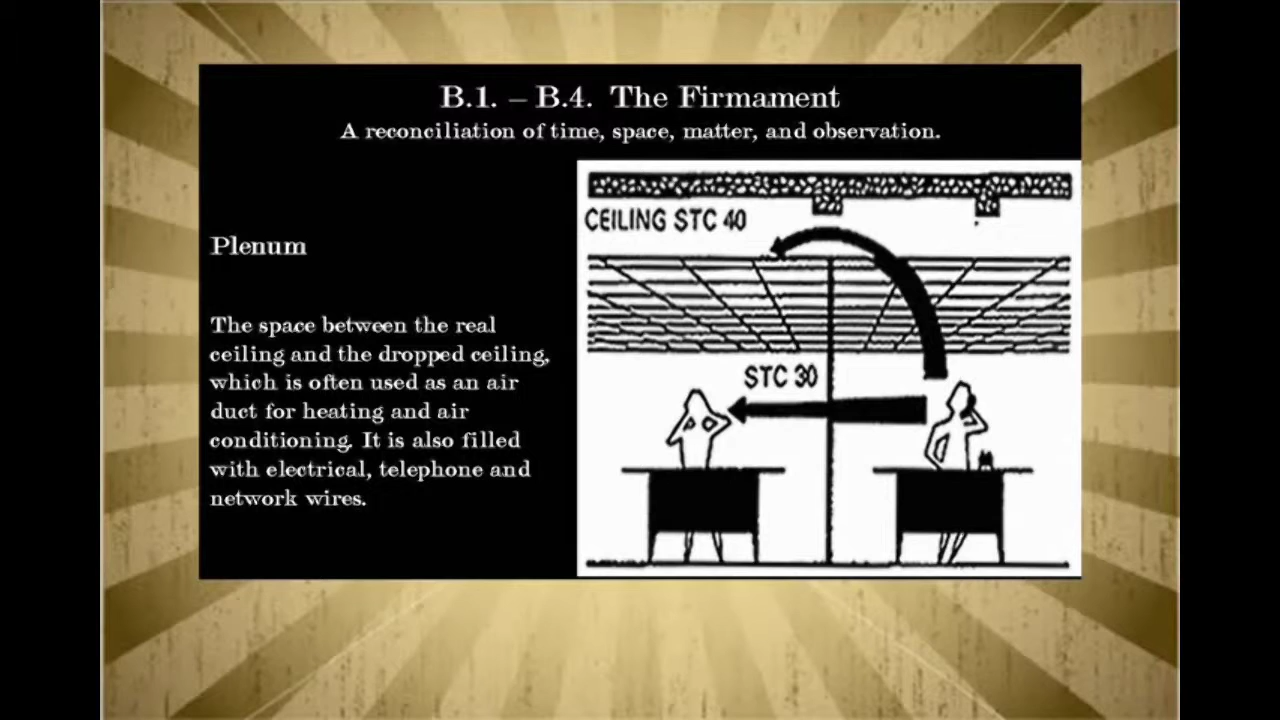 B.1. – B.4. The Firmament
A reconciliation of time, space, matter, and observation.
Plenum
The space between the real
ceiling and the dropped ceiling,
which is often used as an air
duct for heating and air
conditioning. It is also filled
with electrical, telephone and
network wires.
CEILING STC 40
STC 30